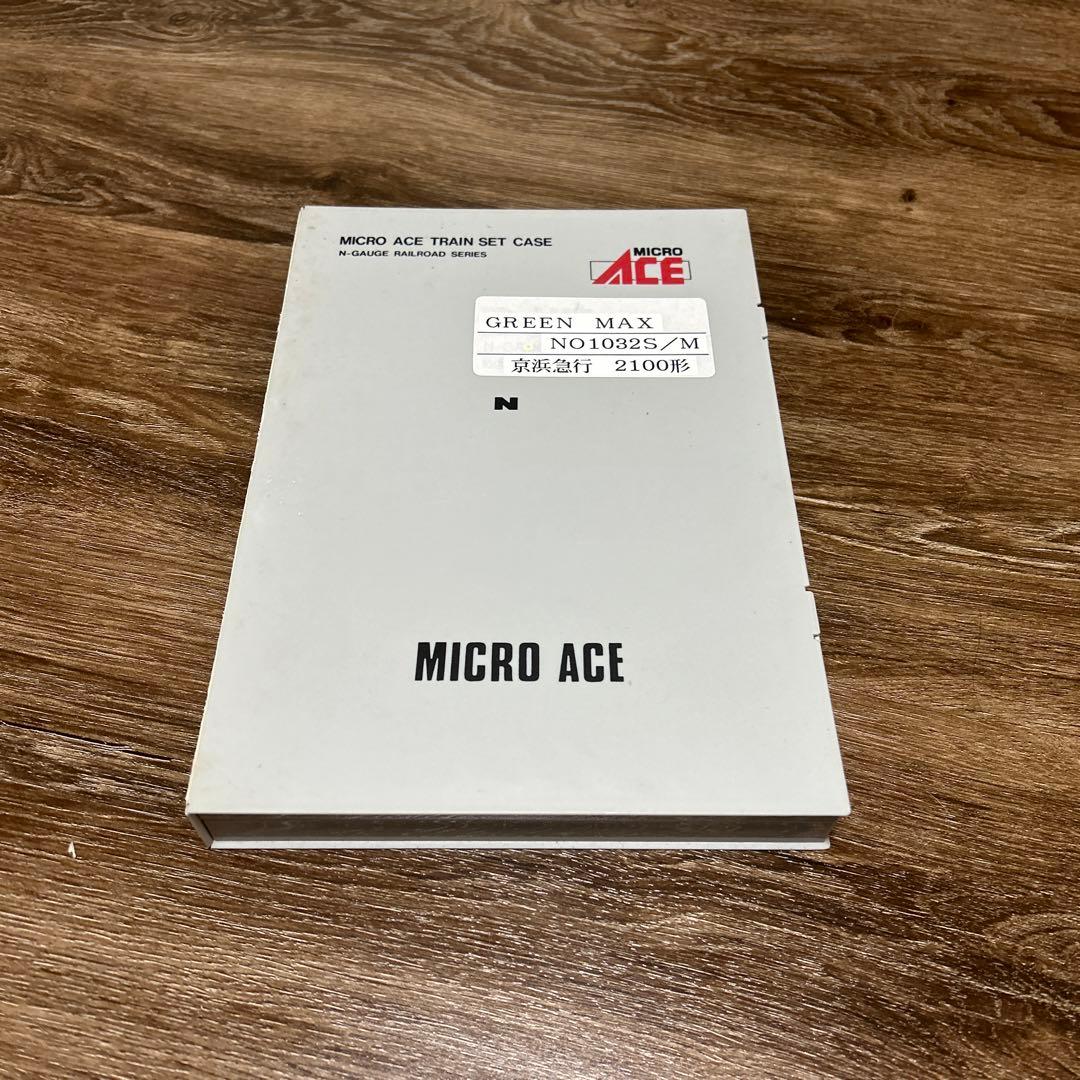 MICRO ACE TRAIN SET CASE
N-GAUGE RAILROAD SERIES
MICRO
ACE
GREEN MAX
NO1032S/M
京浜急行 2100形
N
MICRO ACE